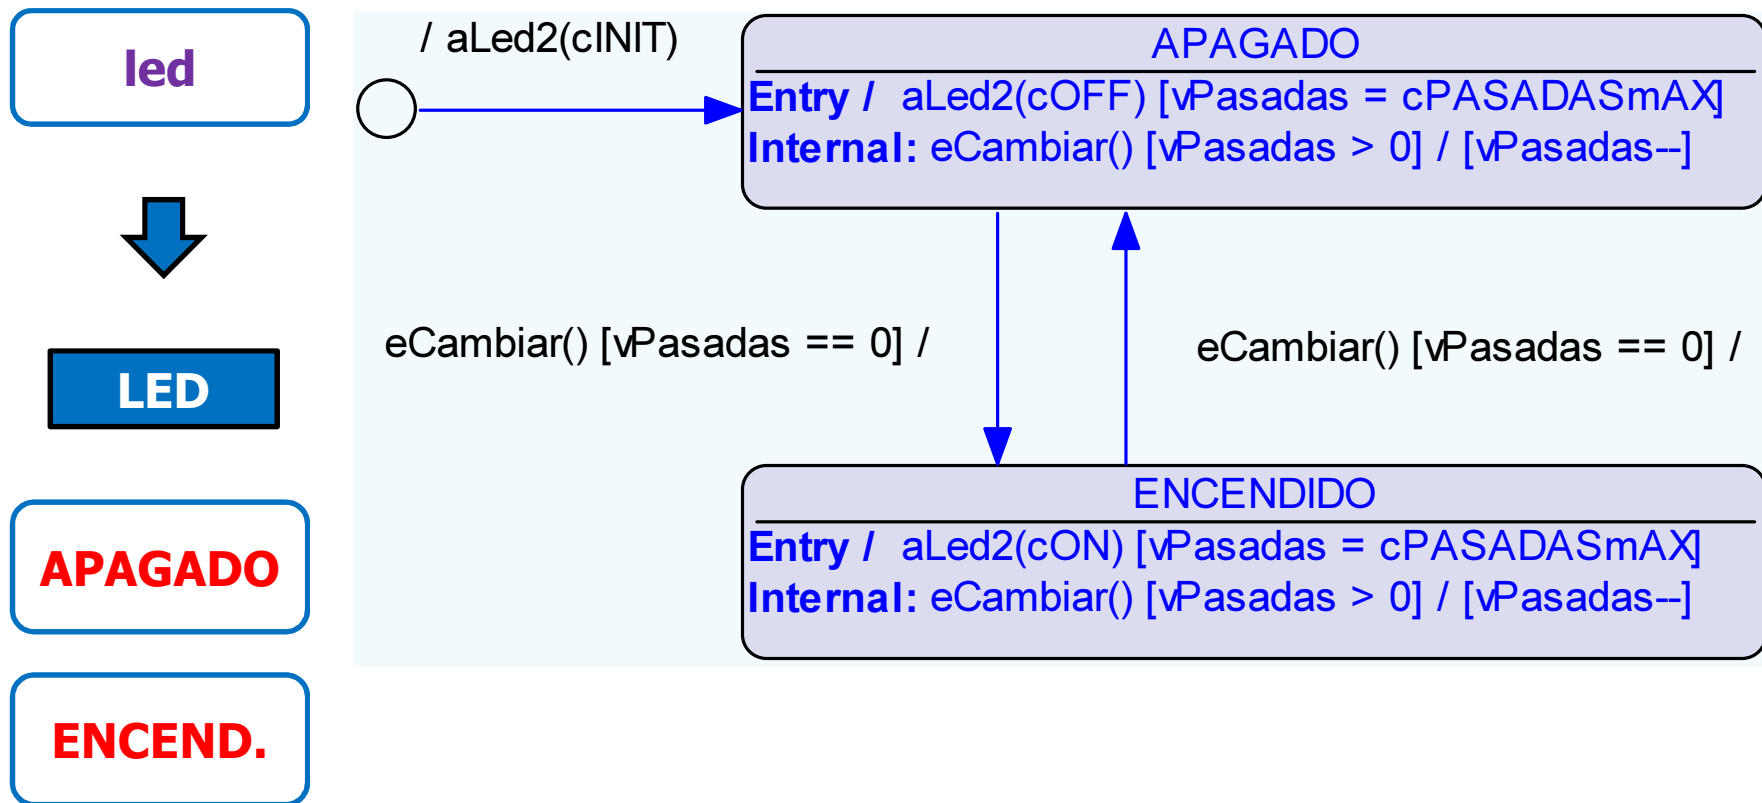 led
LED
APAGADO
ENCEND.
/ aLed2(cINIT)
APAGADO
Entry / aLed2(cOFF) [vPasadas = cPASADASmAX]
Internal: eCambiar() [vPasadas > 0] / [vPasadas--]
eCambiar() [vPasadas == 0] /
eCambiar() [vPasadas == 0] /
ENCENDIDO
Entry / aLed2(cON) [vPasadas = cPASADASmAX]
Internal: eCambiar() [vPasadas > 0] / [vPasadas--]